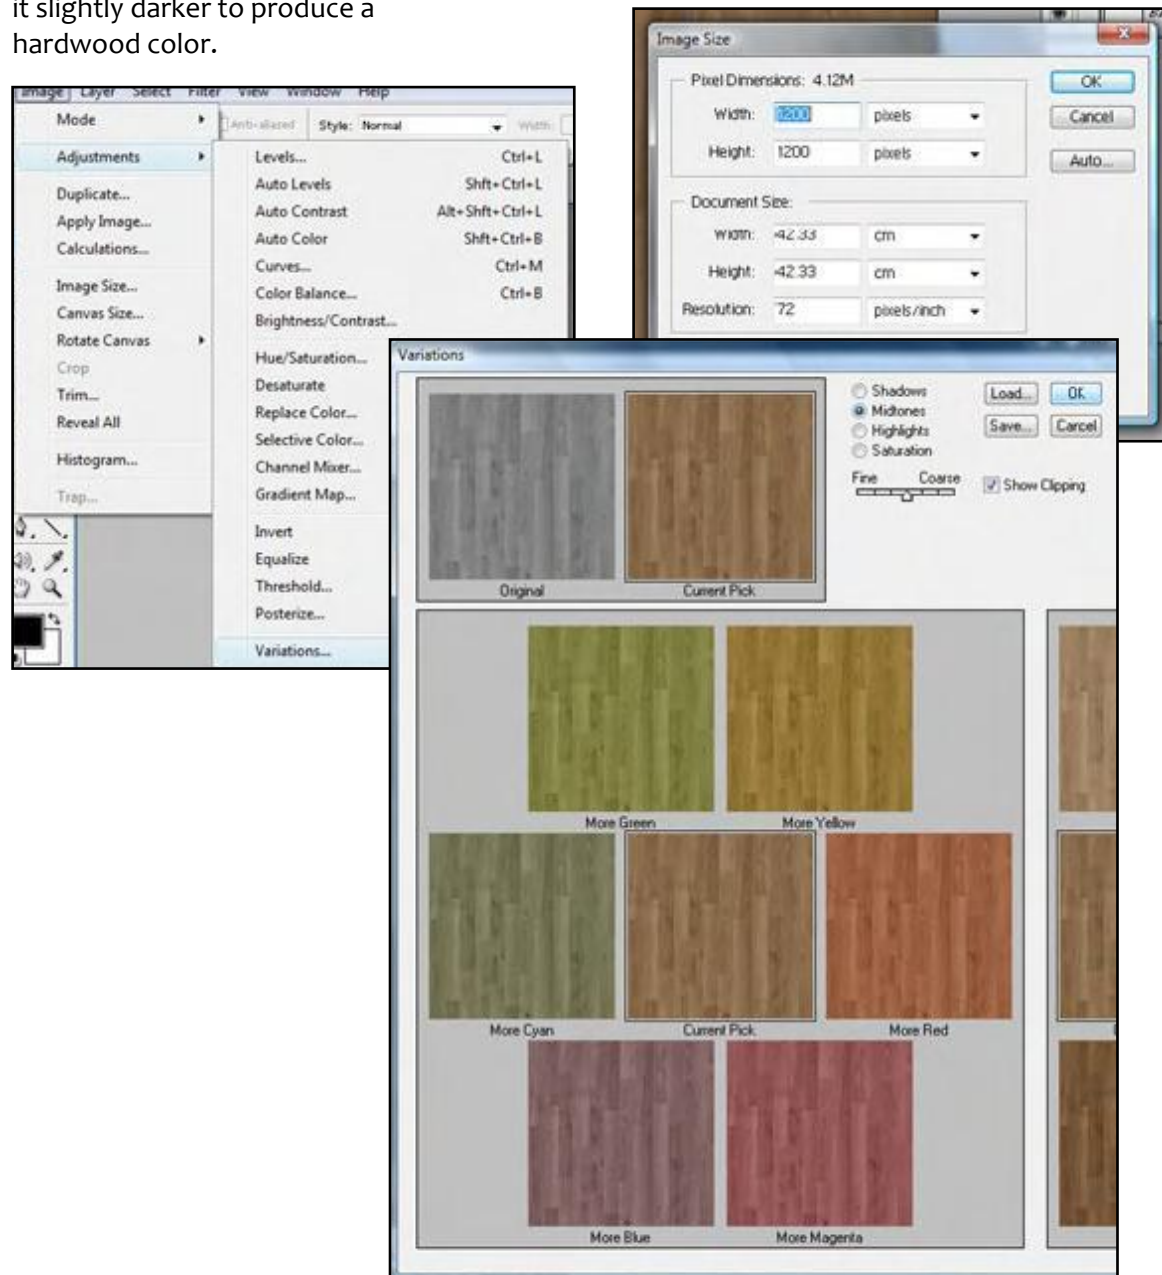 it slightly darker to produce a
hardwood color.
Image Layer Select Filter View Window Help
Anti-aliased Style: Normal Width:
Mode
Adjustments
Duplicate...
Apply Image...
Calculations...
Image Size...
Canvas Size...
Rotate Canvas
Crop
Trim...
Reveal All
Histogram...
Trap...
Levels... Ctrl+L
Auto Levels Shft+Ctrl+L
Auto Contrast Alt+Shft+Ctrl+L
Auto Color Shft+Ctrl+B
Curves... Ctrl+M
Color Balance... Ctrl+B
Brightness/Contrast...
Hue/Saturation...
Desaturate
Replace Color...
Selective Color...
Channel Mixer...
Gradient Map...
Invert
Equalize
Threshold...
Posterize...
Variations...
Image Size
Pixel Dimensions: 4.12M
Width: 1200 pixels
Height: 1200 pixels
Document Size:
Width: 42.33 cm
Height: 42.33 cm
Resolution: 72 pixels/inch
OK
Cancel
Auto...
Variations
Original
Current Pick
Shadows
Midtones
Highlights
Saturation
Fine Coarse
Load... OK
Save... Cancel
Show Clipping
More Green More Yellow
More Cyan Current Pick More Red
More Blue More Magenta